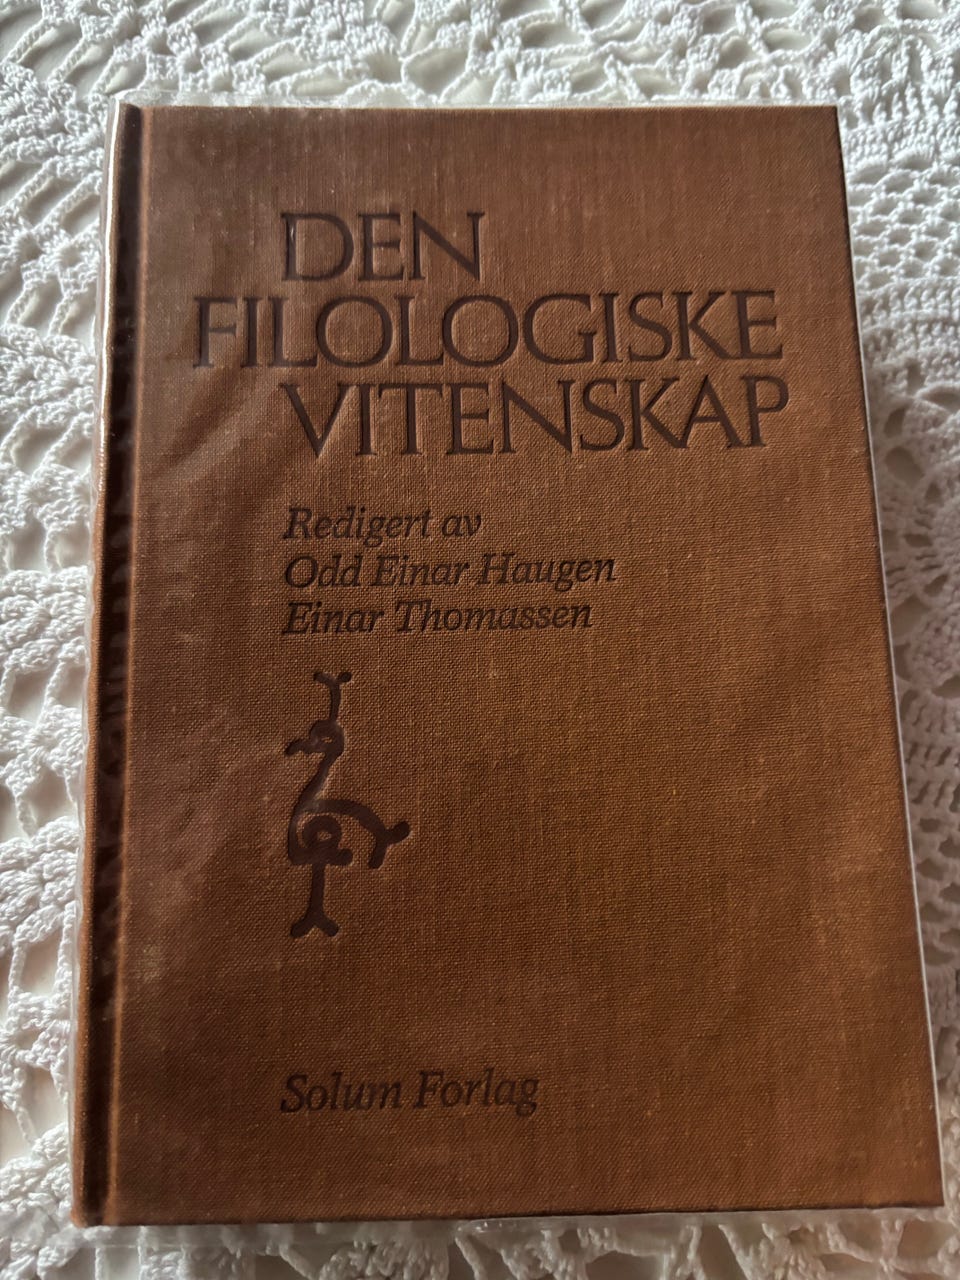 DEN
FILOLOGISKE
VITENSKAP
Redigert av
Odd Einar Haugen
Einar Thomassen
Solum Forlag